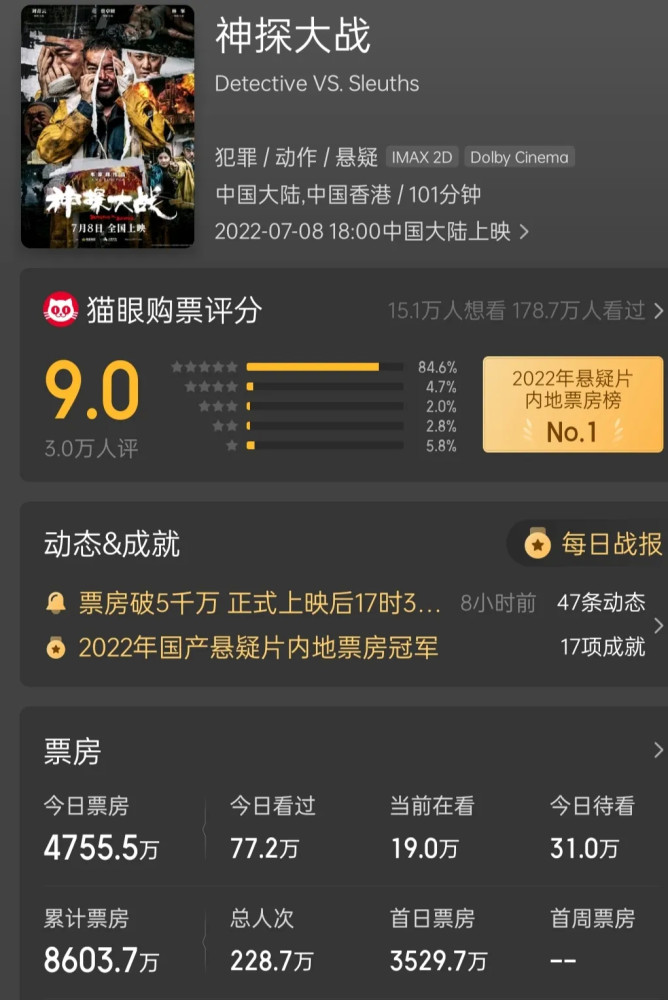 神探大战
7月8日 全国上映
神探大战
Detective VS. Sleuths
犯罪 / 动作 / 悬疑 IMAX 2D Dolby Cinema
中国大陆,中国香港 / 101分钟
2022-07-08 18:00中国大陆上映
猫眼购票评分
15.1万人想看 178.7万人看过
9.0
3.0万人评
84.6%
4.7%
2.0%
2.8%
5.8%
2022年悬疑片
内地票房榜
No.1
动态&成就
每日战报
票房破5千万 正式上映后17时3... 8小时前 47条动态
2022年国产悬疑片内地票房冠军 17项成就
票房
今日票房 今日看过 当前在看 今日待看
4755.5万 77.2万 19.0万 31.0万
累计票房 总人次 首日票房 首周票房
8603.7万 228.7万 3529.7万 --